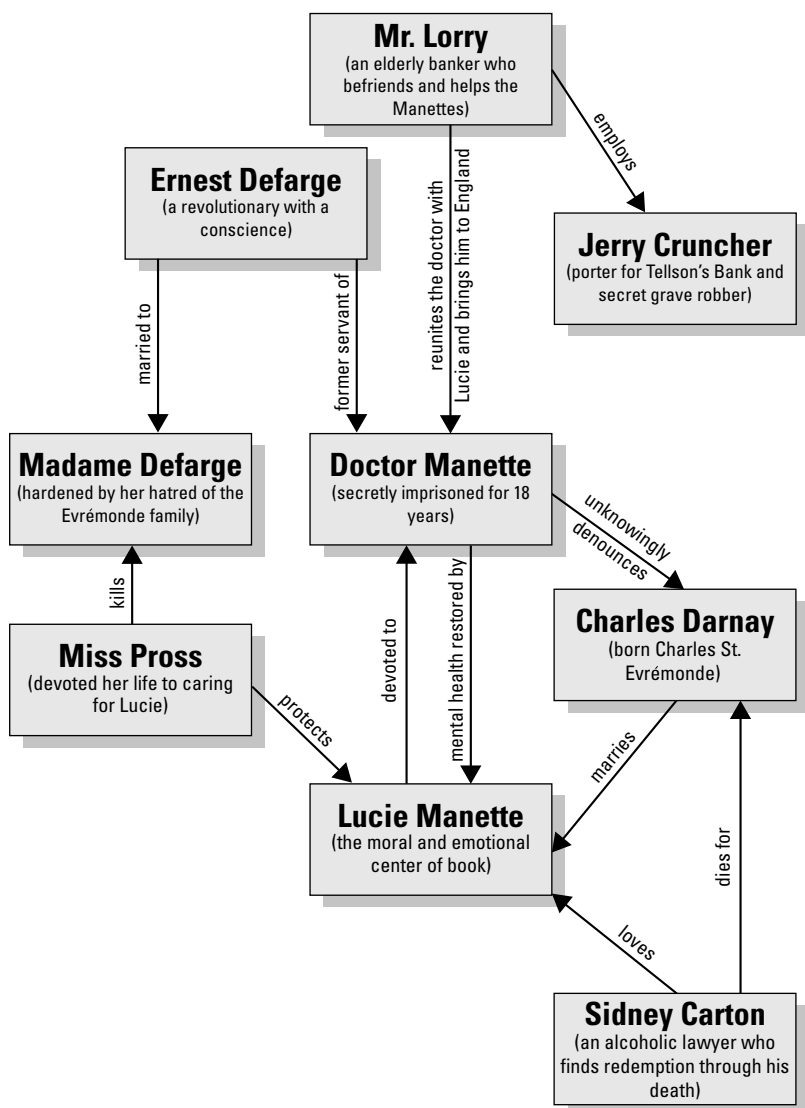 Mr. Lorry
(an elderly banker who
befriends and helps the
Manettes)
employs
reunites the doctor with
Lucie and brings him to England
Ernest Defarge
(a revolutionary with a
conscience)
Jerry Cruncher
(porter for Tellson's Bank and
secret grave robber)
married to
former servant of
Madame Defarge
(hardened by her hatred of the
Evrémonde family)
Doctor Manette
(secretly imprisoned for 18
years)
unknowingly
denounces
kills
devoted to
mental health restored by
Charles Darnay
(born Charles St.
Evrémonde)
Miss Pross
(devoted her life to caring
for Lucie)
protects
marries
Lucie Manette
(the moral and emotional
center of book)
dies for
loves
Sidney Carton
(an alcoholic lawyer who
finds redemption through his
death)